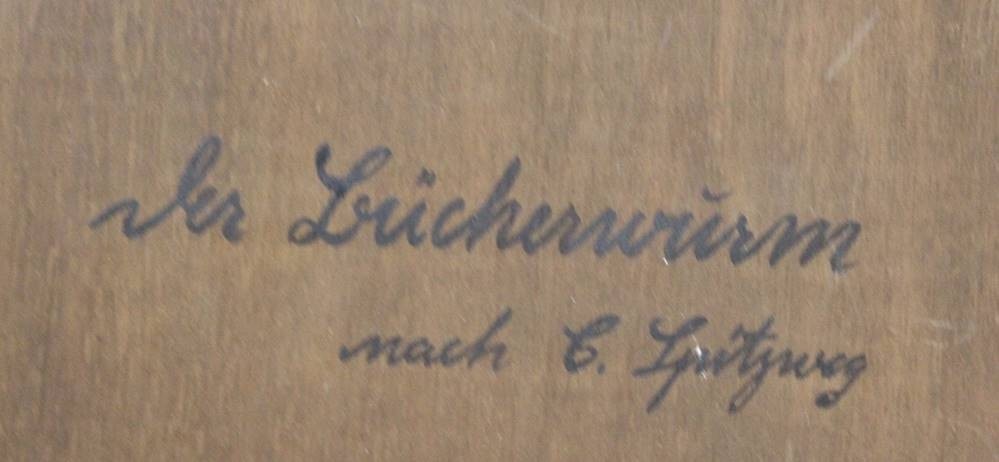 Der Bücherwurm
nach C. Spitzweg